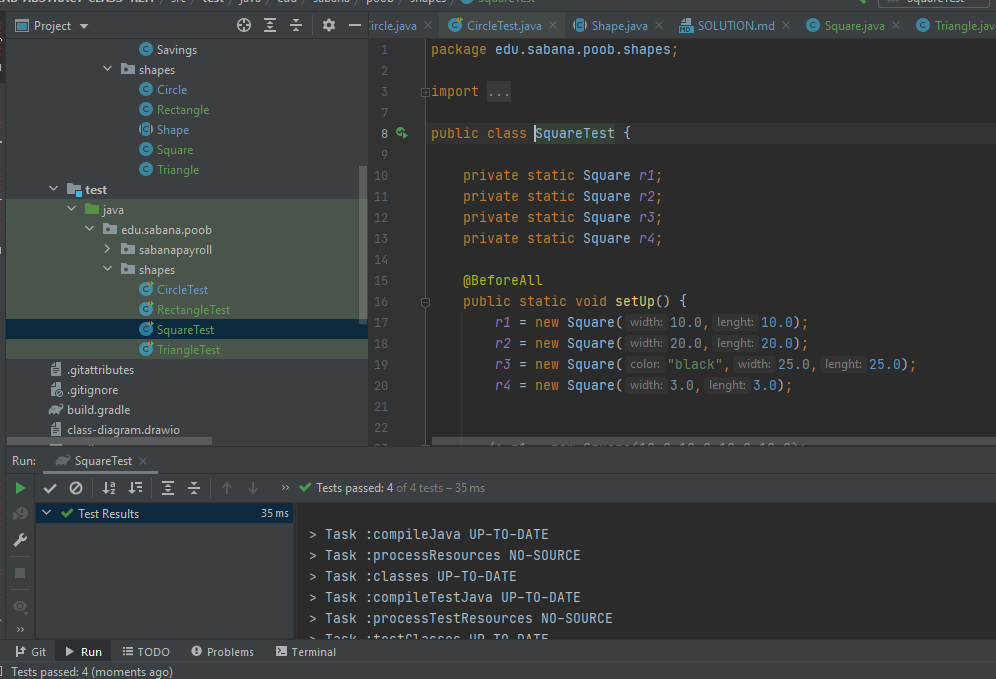 Project
Circle.java
CircleTest.java
Shape.java
SOLUTION.md
Square.java
Triangle.jav
Savings
shapes
Circle
Rectangle
Shape
Square
Triangle
test
java
edu.sabana.poob
sabanapayroll
shapes
CircleTest
RectangleTest
SquareTest
TriangleTest
.gitattributes
.gitignore
build.gradle
class-diagram.drawio
1 package edu.sabana.poob.shapes;
2
3 import ...
7
8 public class SquareTest {
9
10 private static Square r1;
11 private static Square r2;
12 private static Square r3;
13 private static Square r4;
14
15 @BeforeAll
16 public static void setUp() {
17 r1 = new Square( width: 10.0, lenght: 10.0);
18 r2 = new Square( width: 20.0, lenght: 20.0);
19 r3 = new Square( color: "black", width: 25.0, lenght: 25.0);
20 r4 = new Square( width: 3.0, lenght: 3.0);
21
22
Run: SquareTest
Tests passed: 4 of 4 tests – 35 ms
Test Results 35 ms
> Task :compileJava UP-TO-DATE
> Task :processResources NO-SOURCE
> Task :classes UP-TO-DATE
> Task :compileTestJava UP-TO-DATE
> Task :processTestResources NO-SOURCE
> Task :testClasses UP-TO-DATE
Git Run TODO Problems Terminal
Tests passed: 4 (moments ago)